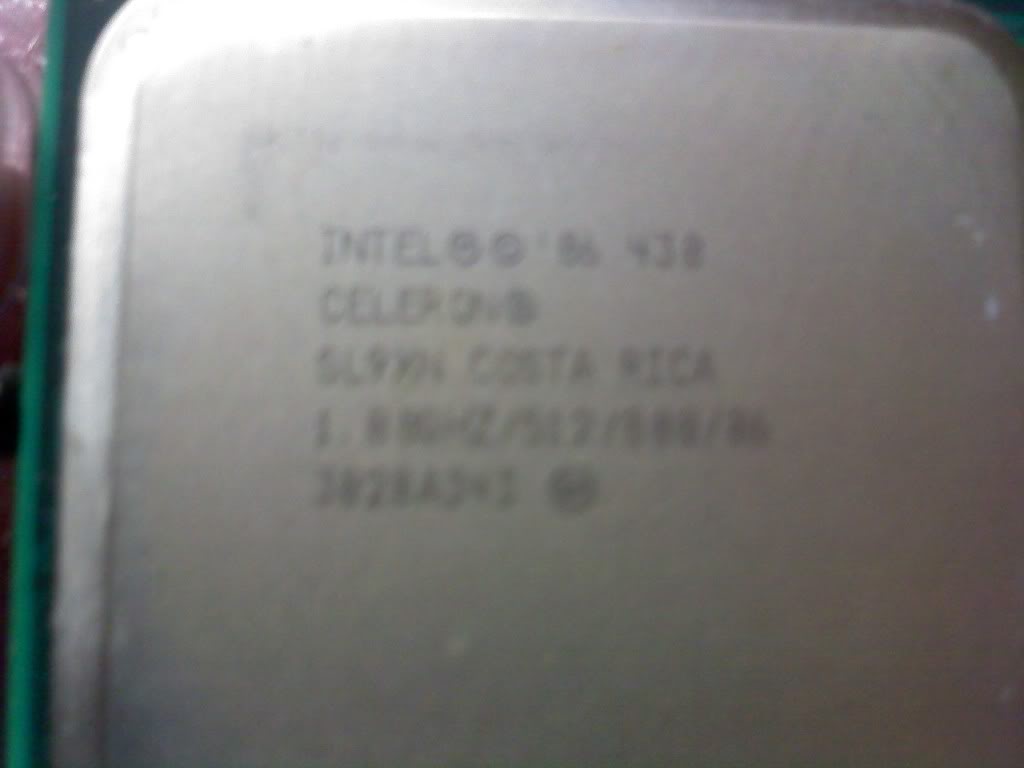 INTEL®© '06 430
CELERON®
SL9XN COSTA RICA
1.80GHZ/512/800/06